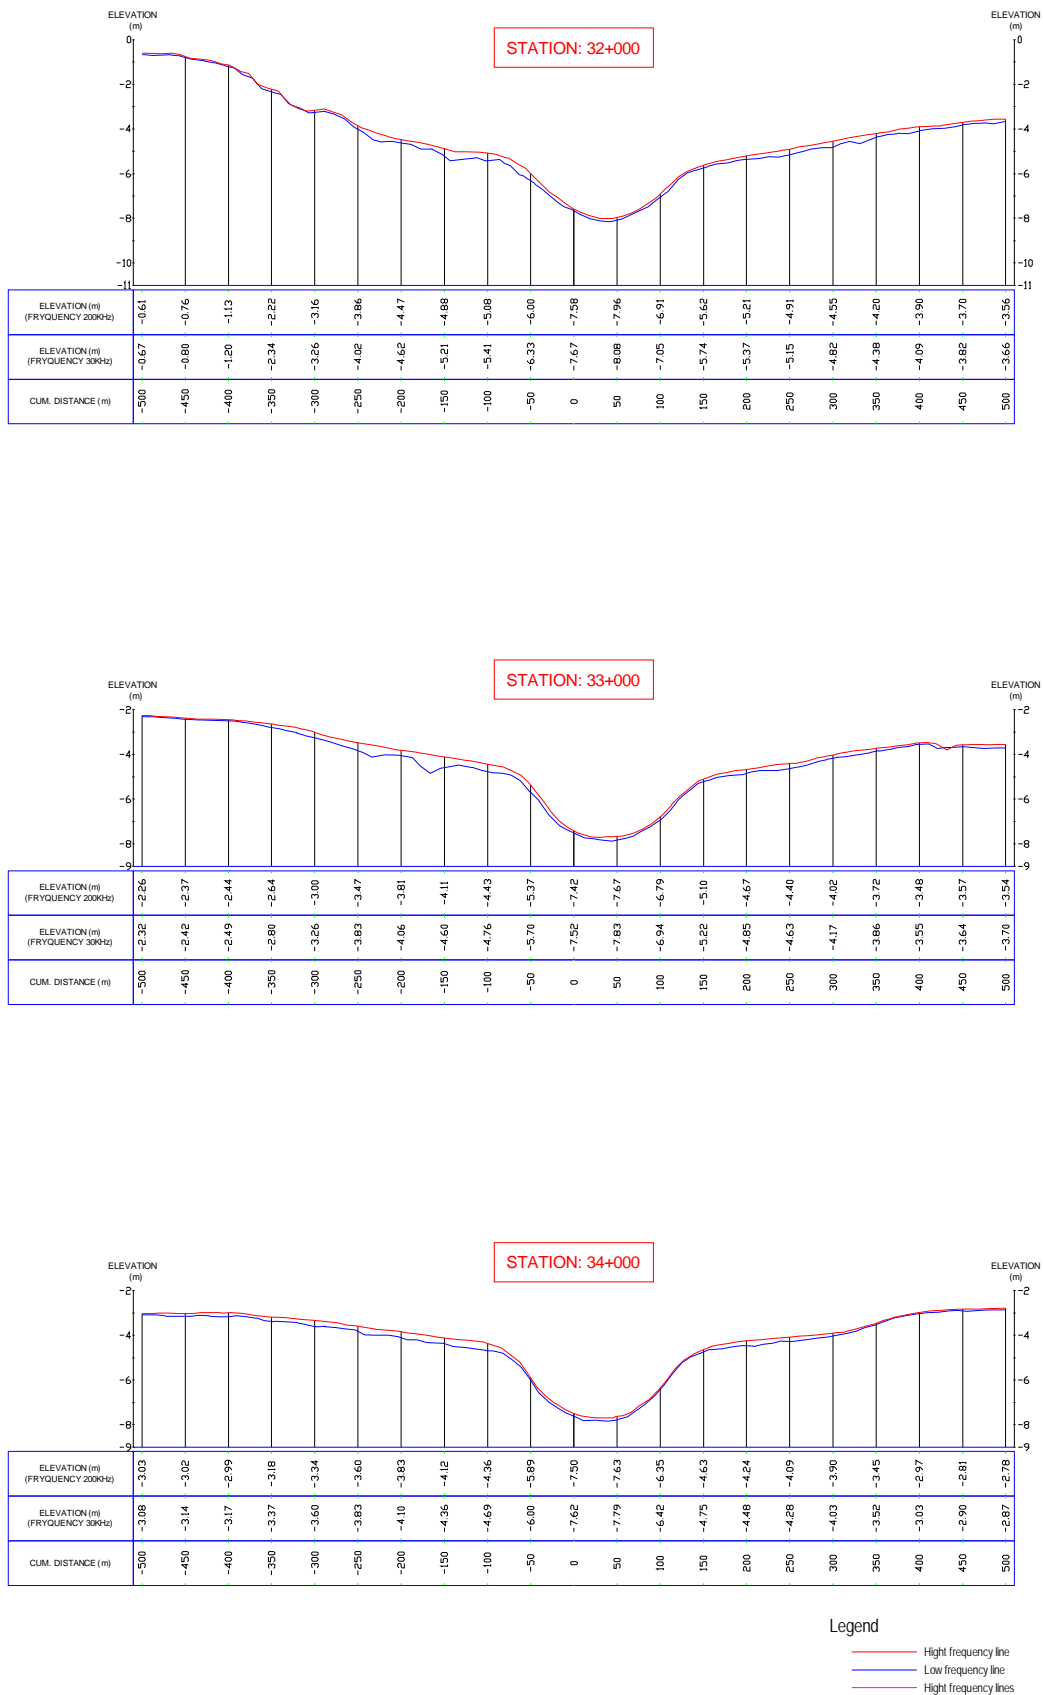 ELEVATION
(m)
ELEVATION
(m)
STATION: 32+000
0
-2
-4
-6
-8
-10
-11
0
-2
-4
-6
-8
-10
-11
ELEVATION (m)
(FRYQUENCY 200KHz)
-0.61 -0.76 -1.13 -2.22 -3.16 -3.86 -4.47 -4.88 -5.08 -6.00 -7.58 -7.96 -6.91 -5.62 -5.21 -4.91 -4.55 -4.20 -3.90 -3.70 -3.56
ELEVATION (m)
(FRYQUENCY 30KHz)
-0.67 -0.80 -1.20 -2.34 -3.26 -4.02 -4.62 -5.21 -5.41 -6.33 -7.67 -8.08 -7.05 -5.74 -5.37 -5.15 -4.82 -4.38 -4.09 -3.82 -3.66
CUM. DISTANCE (m)
-500 -450 -400 -350 -300 -250 -200 -150 -100 -50 0 50 100 150 200 250 300 350 400 450 500
ELEVATION
(m)
ELEVATION
(m)
STATION: 33+000
-2
-4
-6
-8
-9
-2
-4
-6
-8
-9
ELEVATION (m)
(FRYQUENCY 200KHz)
-2.26 -2.37 -2.44 -2.64 -3.00 -3.47 -3.81 -4.11 -4.43 -5.37 -7.42 -7.67 -6.79 -5.10 -4.67 -4.40 -4.02 -3.72 -3.48 -3.57 -3.54
ELEVATION (m)
(FRYQUENCY 30KHz)
-2.32 -2.42 -2.49 -2.80 -3.26 -3.83 -4.06 -4.60 -4.76 -5.70 -7.52 -7.83 -6.94 -5.22 -4.85 -4.63 -4.17 -3.86 -3.55 -3.64 -3.70
CUM. DISTANCE (m)
-500 -450 -400 -350 -300 -250 -200 -150 -100 -50 0 50 100 150 200 250 300 350 400 450 500
ELEVATION
(m)
ELEVATION
(m)
STATION: 34+000
-2
-4
-6
-8
-9
-2
-4
-6
-8
-9
ELEVATION (m)
(FRYQUENCY 200KHz)
-3.03 -3.02 -2.99 -3.18 -3.34 -3.60 -3.83 -4.12 -4.36 -5.89 -7.50 -7.63 -6.35 -4.63 -4.24 -4.09 -3.90 -3.45 -2.97 -2.81 -2.78
ELEVATION (m)
(FRYQUENCY 30KHz)
-3.08 -3.14 -3.17 -3.37 -3.60 -3.83 -4.10 -4.36 -4.69 -6.00 -7.62 -7.79 -6.42 -4.75 -4.48 -4.28 -4.03 -3.52 -3.03 -2.90 -2.87
CUM. DISTANCE (m)
-500 -450 -400 -350 -300 -250 -200 -150 -100 -50 0 50 100 150 200 250 300 350 400 450 500
Legend
Hight frequency line
Low frequency line
Hight frequency lines